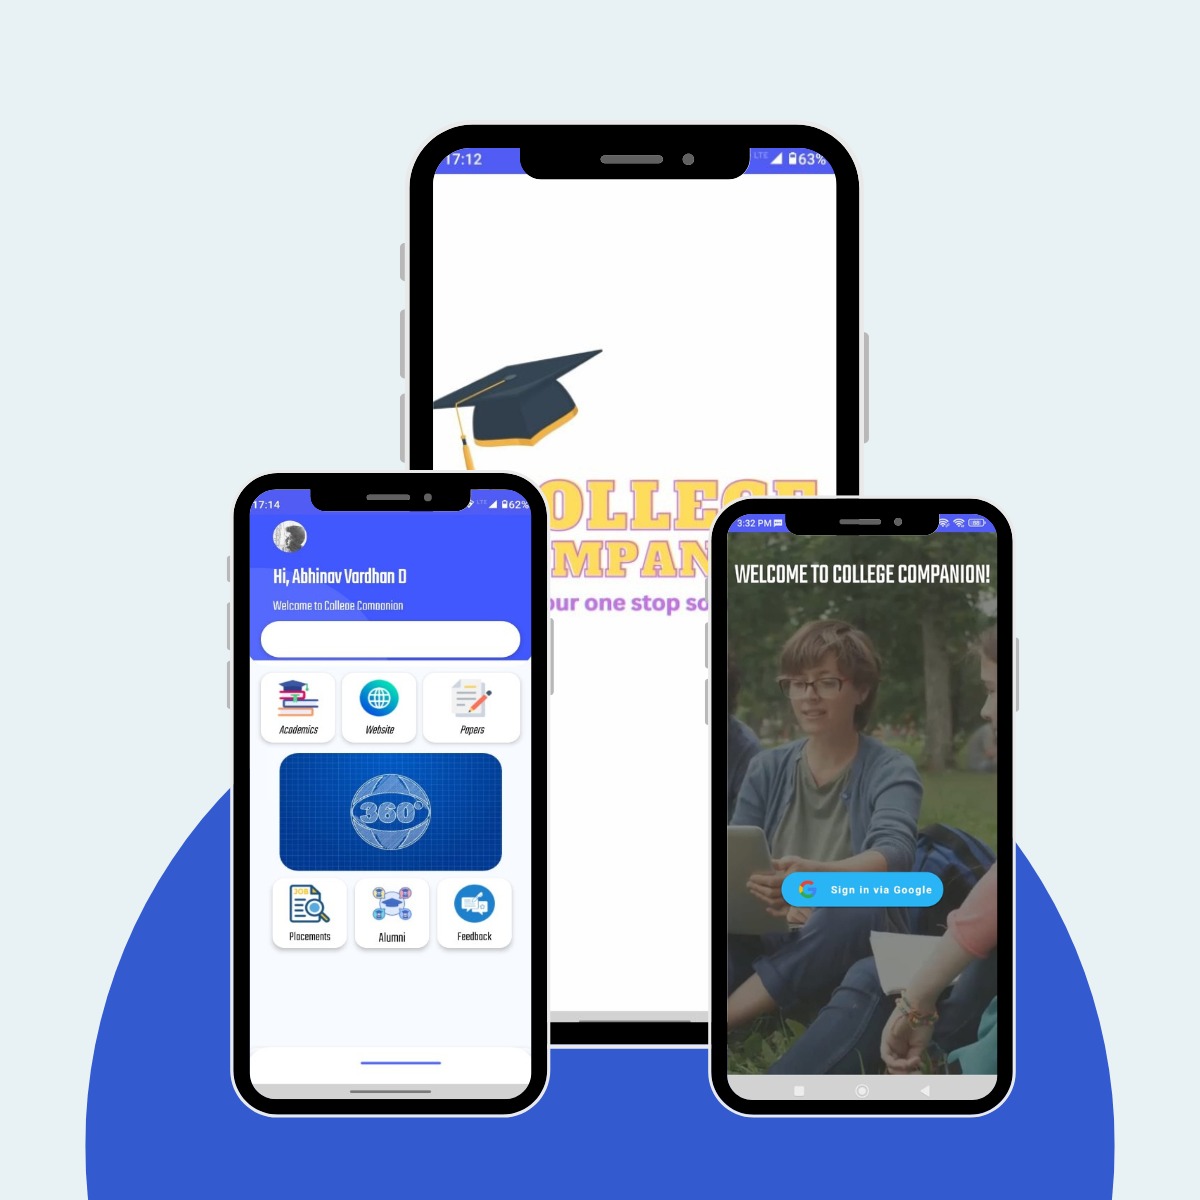 17:12 LTE 63%
OLLEGE
MPAN
our one stop so
17:14 LTE 62%
Hi, Abhinav Vardhan D
Welcome to College Companion
Academics Website Papers
360°
JOB
Placements Alumni Feedback
3:32 PM
WELCOME TO COLLEGE COMPANION!
Sign in via Google